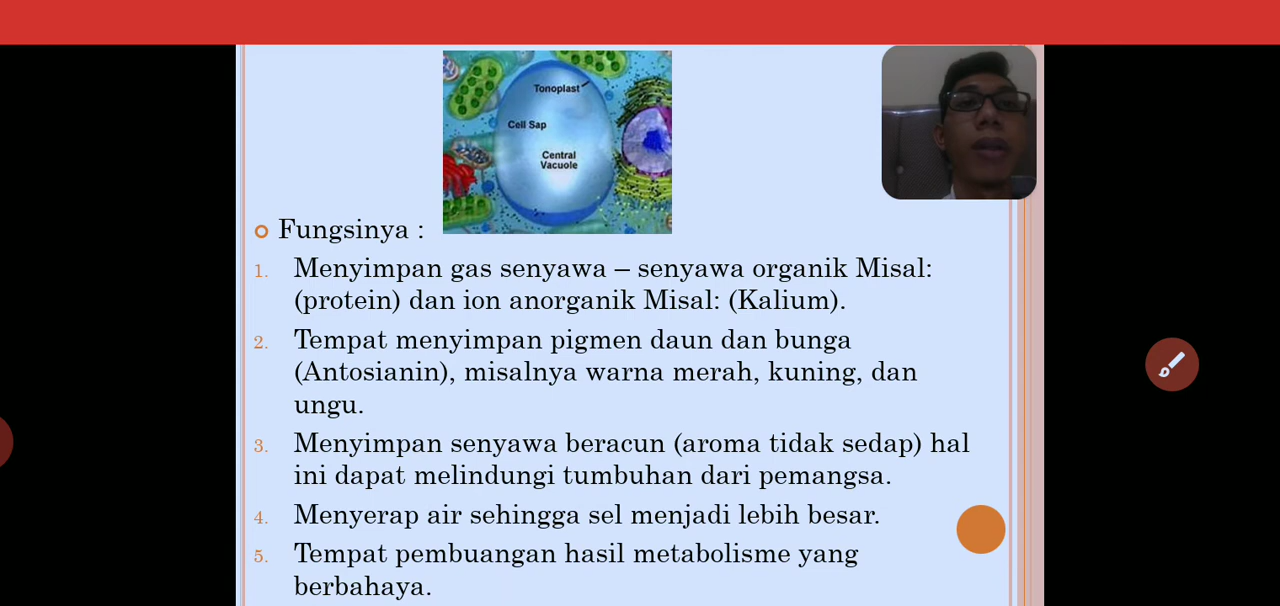 Tonoplast
Cell Sap
Central
Vacuole
Fungsinya :
1. Menyimpan gas senyawa – senyawa organik Misal:
(protein) dan ion anorganik Misal: (Kalium).
2. Tempat menyimpan pigmen daun dan bunga
(Antosianin), misalnya warna merah, kuning, dan
ungu.
3. Menyimpan senyawa beracun (aroma tidak sedap) hal
ini dapat melindungi tumbuhan dari pemangsa.
4. Menyerap air sehingga sel menjadi lebih besar.
5. Tempat pembuangan hasil metabolisme yang
berbahaya.